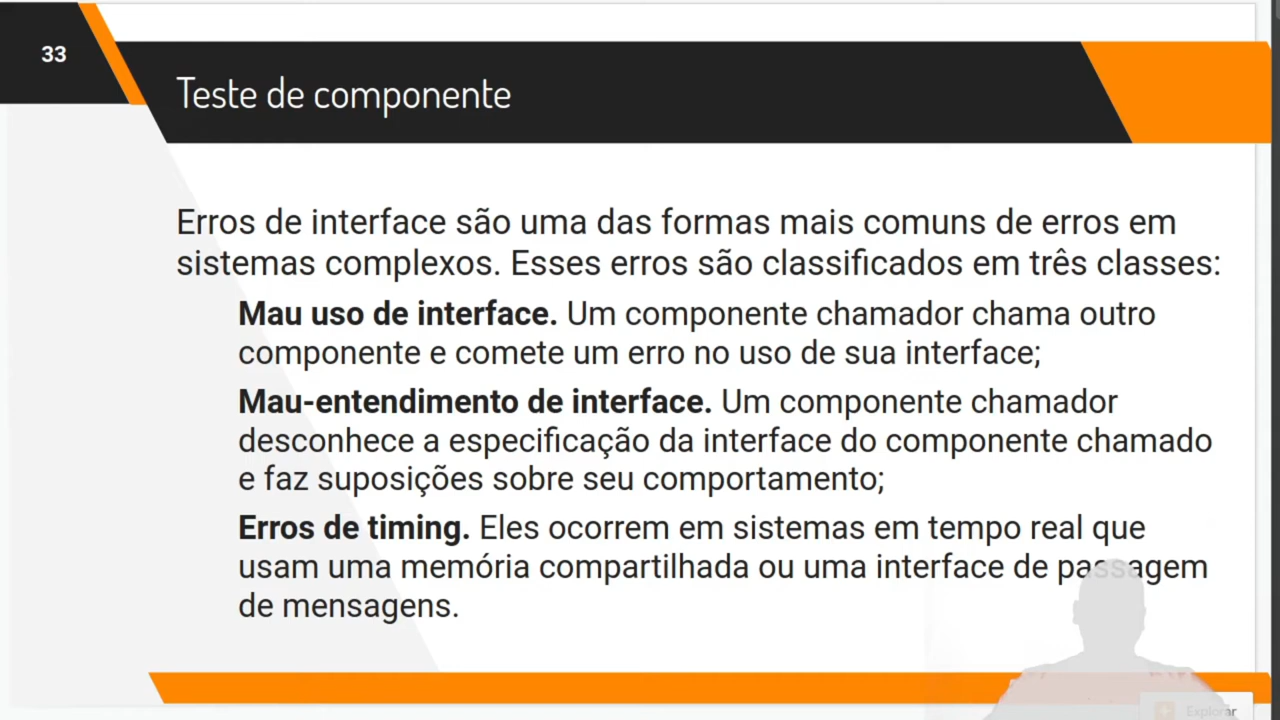 33
Teste de componente
Erros de interface são uma das formas mais comuns de erros em
sistemas complexos. Esses erros são classificados em três classes:
Mau uso de interface. Um componente chamador chama outro
componente e comete um erro no uso de sua interface;
Mau-entendimento de interface. Um componente chamador
desconhece a especificação da interface do componente chamado
e faz suposições sobre seu comportamento;
Erros de timing. Eles ocorrem em sistemas em tempo real que
usam uma memória compartilhada ou uma interface de passagem
de mensagens.
Explorar